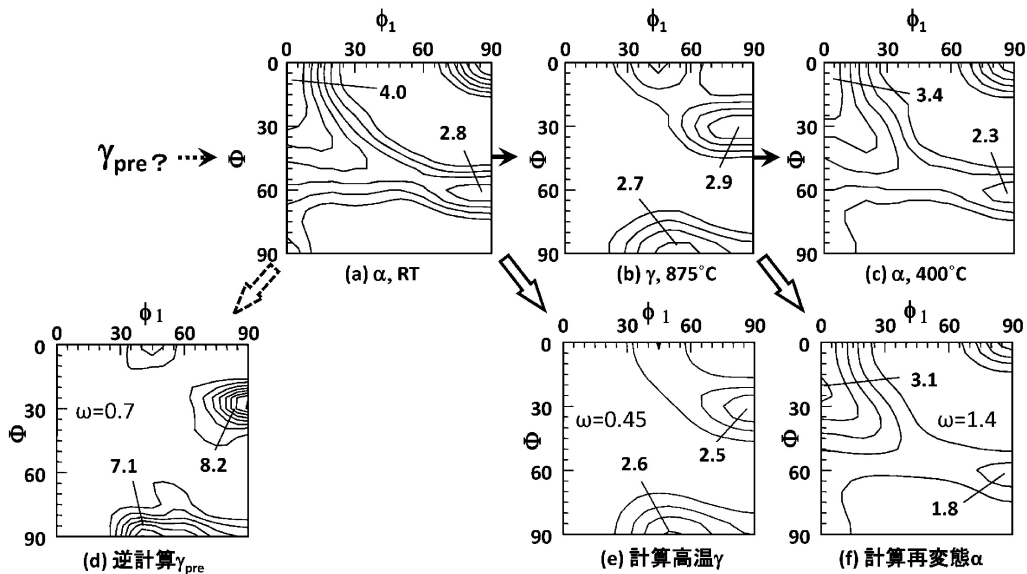 ϕ1 ϕ1 ϕ1
0 30 60 90 0 30 60 90 0 30 60 90
0 0 0
4.0 3.4
30 2.8 30 30 2.3
γpre? Φ Φ Φ
60 60 2.7 2.9 60
90 90 90
(a) α, RT (b) γ, 875˚C (c) α, 400˚C
ϕ1 ϕ1 ϕ1
0 30 60 90 0 30 60 90 0 30 60 90
0 0 0
3.1
30 ω=0.7 30 ω=0.45 30 ω=1.4
Φ Φ Φ
7.1 8.2 2.6 2.5
60 60 60 1.8
90 90 90
(d) 逆計算γpre (e) 計算高温γ (f) 計算再変態α